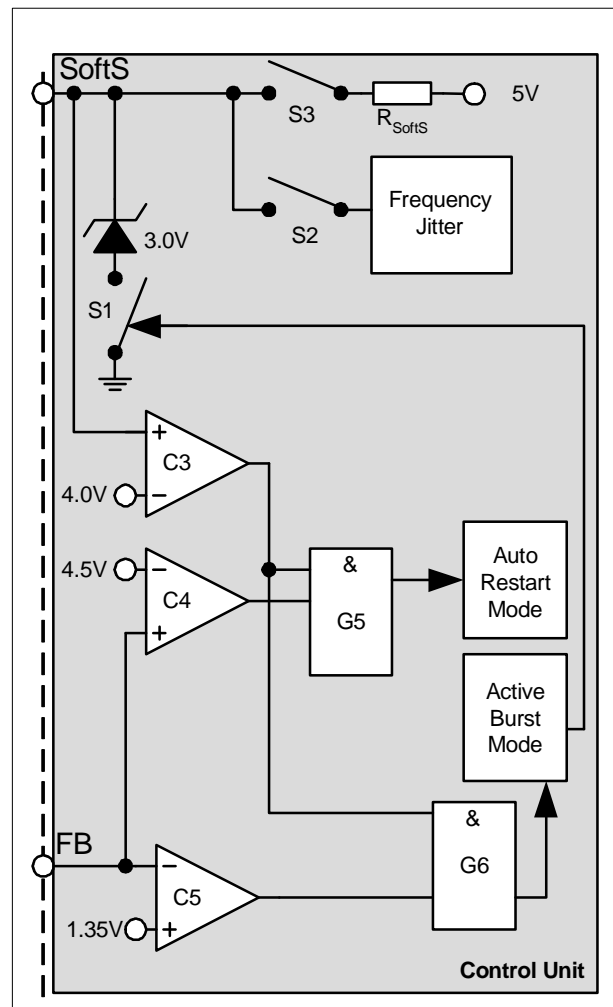 SoftS
5V
S3
R_SoftS
Frequency
Jitter
S2
3.0V
S1
+
C3
4.0V
−
4.5V
−
C4
+
&
G5
Auto
Restart
Mode
Active
Burst
Mode
FB
&
G6
−
C5
1.35V
+
Control Unit